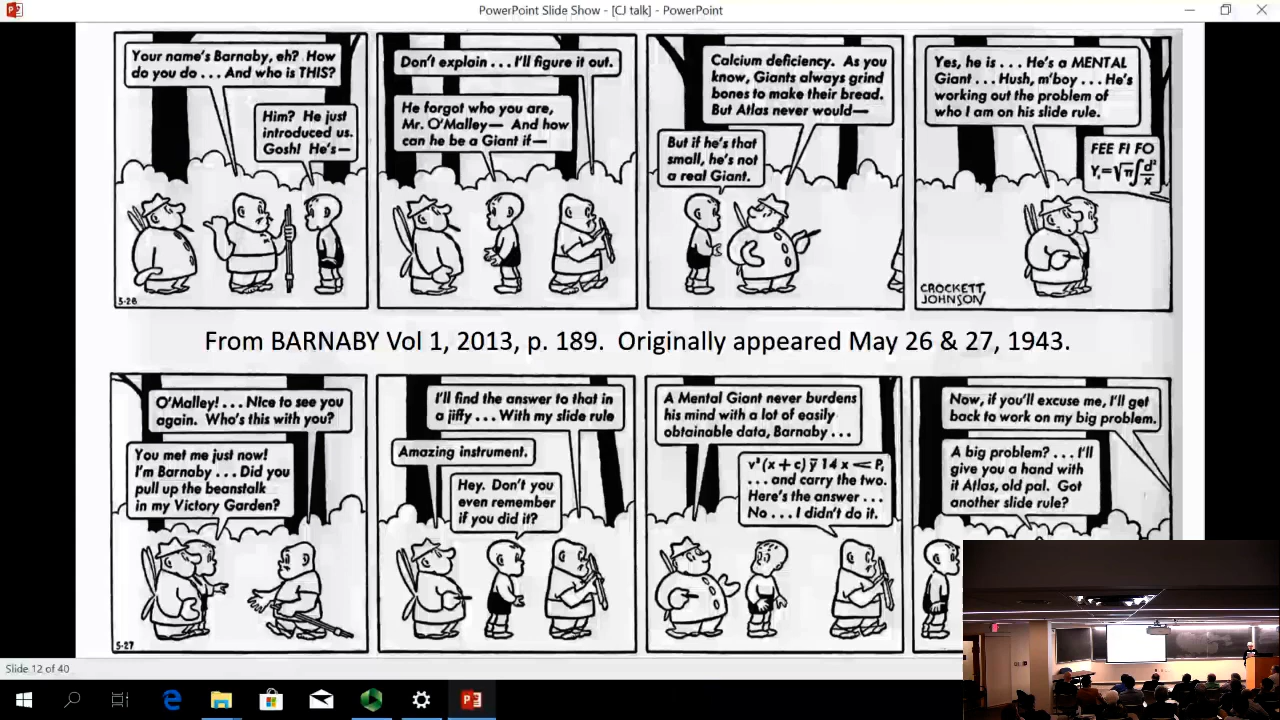 PowerPoint Slide Show - [CJ talk] - PowerPoint
Your name's Barnaby, eh? How
do you do . . . And who is THIS?
Him? He just
introduced us.
Gosh! He's—
5-26
Don't explain . . . I'll figure it out.
He forgot who you are,
Mr. O'Malley— And how
can he be a Giant if—
Calcium deficiency. As you
know, Giants always grind
bones to make their bread.
But Atlas never would—
But if he's that
small, he's not
a real Giant.
Yes, he is . . . He's a MENTAL
Giant . . . Hush, m'boy . . . He's
working out the problem of
who I am on his slide rule.
FEE FI FO
CROCKETT
JOHNSON
From BARNABY Vol 1, 2013, p. 189. Originally appeared May 26 & 27, 1943.
O'Malley! . . . Nice to see you
again. Who's this with you?
You met me just now!
I'm Barnaby . . . Did you
pull up the beanstalk
in my Victory Garden?
5-27
I'll find the answer to that in
a jiffy . . . With my slide rule
Amazing instrument.
Hey. Don't you
even remember
if you did it?
A Mental Giant never burdens
his mind with a lot of easily
obtainable data, Barnaby . . .
. . . and carry the two.
Here's the answer . . .
No . . . I didn't do it.
Now, if you'll excuse me, I'll get
back to work on my big problem.
A big problem? . . . I'll
give you a hand with
it Atlas, old pal. Got
another slide rule?
Slide 12 of 40